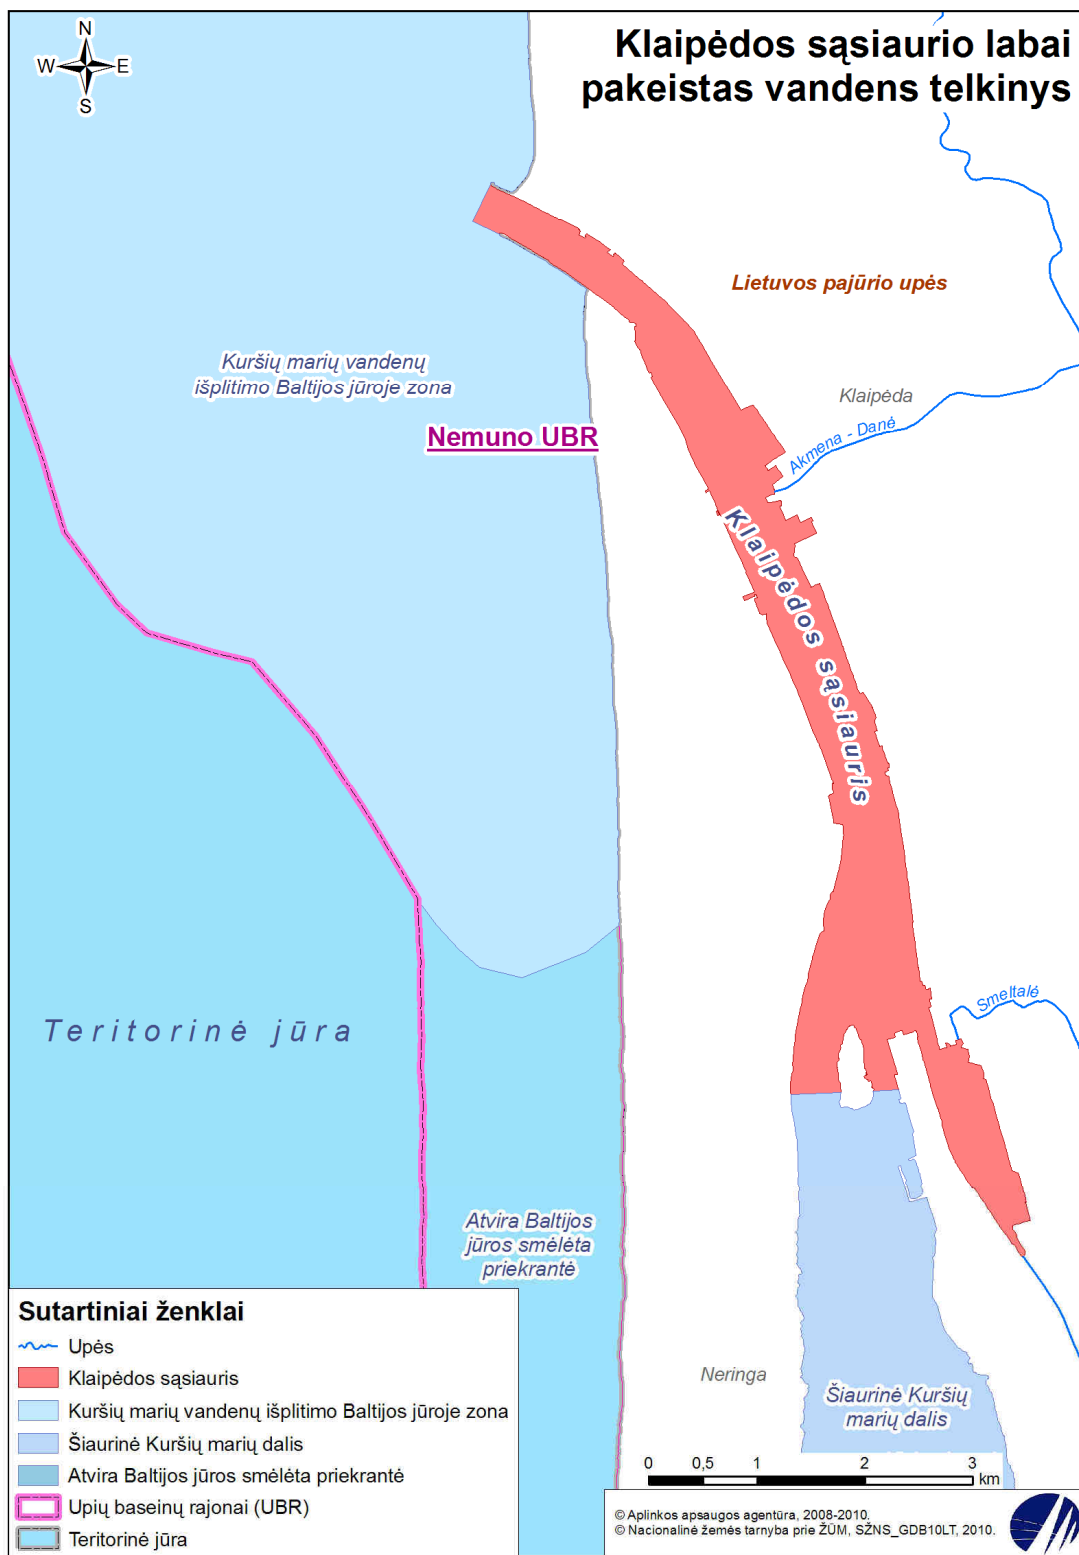 Klaipėdos sąsiaurio labai
pakeistas vandens telkinys
N
W
E
S
Lietuvos pajūrio upės
Kuršių marių vandenų
išplitimo Baltijos jūroje zona
Klaipėda
Nemuno UBR
Akmena - Danė
Klaipėdos sąsiauris
Smeltalė
Teritorinė jūra
Atvira Baltijos
jūros smėlėta
priekrantė
Neringa
Šiaurinė Kuršių
marių dalis
Sutartiniai ženklai
Upės
Klaipėdos sąsiauris
Kuršių marių vandenų išplitimo Baltijos jūroje zona
Šiaurinė Kuršių marių dalis
Atvira Baltijos jūros smėlėta priekrantė
Upių baseinų rajonai (UBR)
Teritorinė jūra
0 0,5 1 2 3
km
© Aplinkos apsaugos agentūra, 2008-2010.
© Nacionalinė žemės tarnyba prie ŽŪM, SŽNS_GDB10LT, 2010.